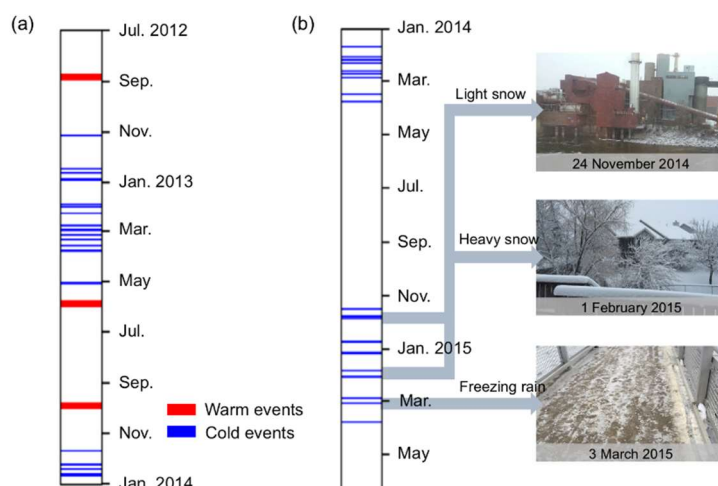 (a)
Jul. 2012
Sep.
Nov.
Jan. 2013
Mar.
May
Jul.
Sep.
Nov.
Jan. 2014
Warm events
Cold events
(b)
Jan. 2014
Mar.
May
Jul.
Sep.
Nov.
Jan. 2015
Mar.
May
Light snow
24 November 2014
Heavy snow
1 February 2015
Freezing rain
3 March 2015